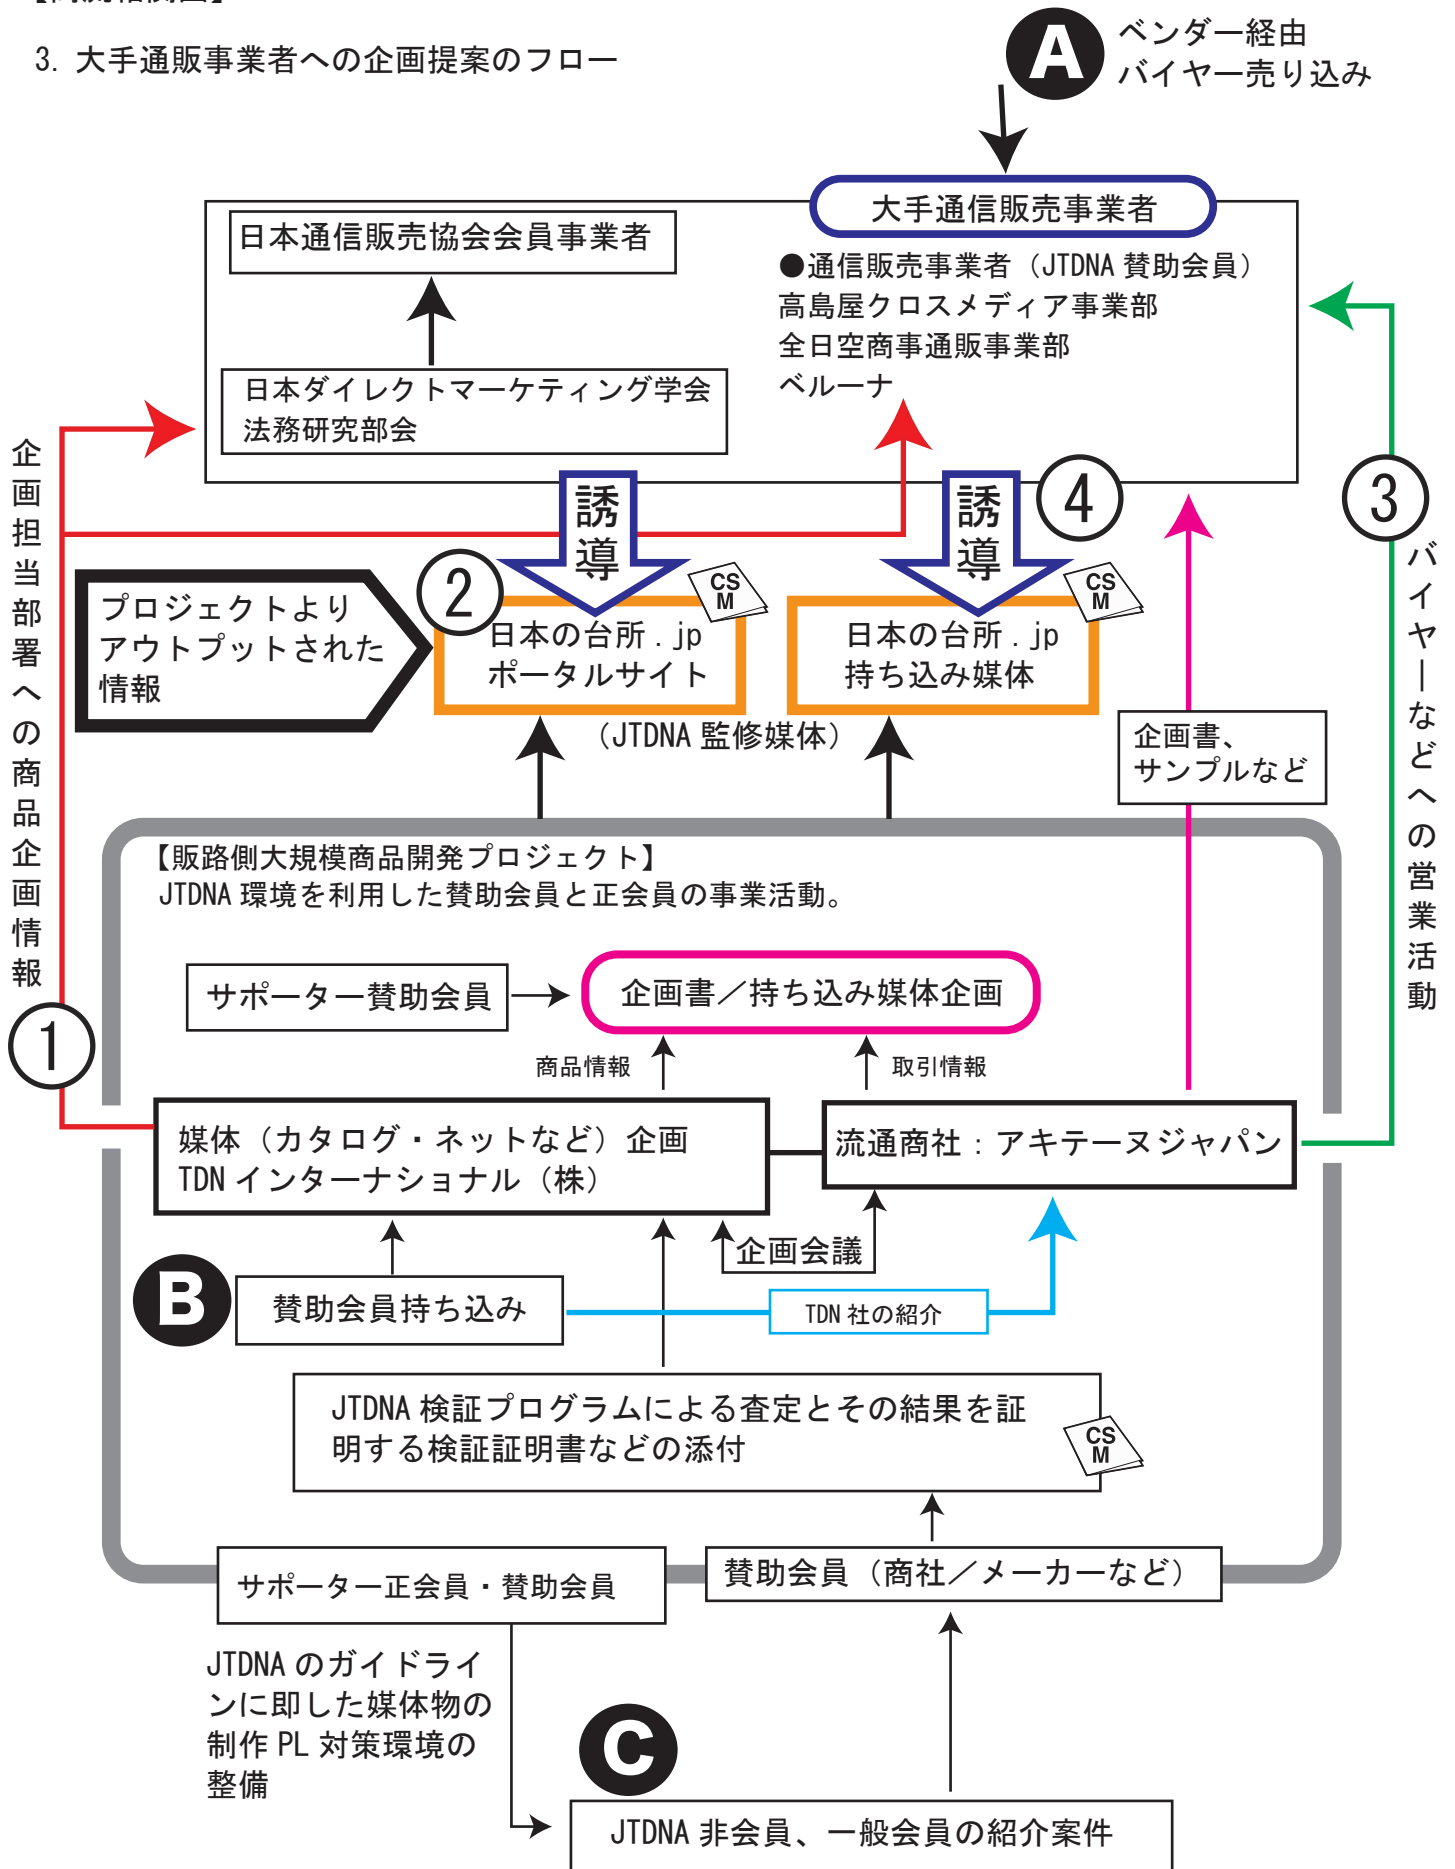 3. 大手通販事業者への企画提案のフロー
A
ベンダー経由
バイヤー売り込み
大手通信販売事業者
日本通信販売協会会員事業者
●通信販売事業者（JTDNA 賛助会員）
高島屋クロスメディア事業部
全日空商事通販事業部
ベルーナ
日本ダイレクトマーケティング学会
法務研究部会
企画担当部署への商品企画情報
①
誘導
誘導
④
③
バイヤーなどへの営業活動
プロジェクトより
アウトプットされた
情報
②
CS
M
日本の台所．jp
ポータルサイト
CS
M
日本の台所．jp
持ち込み媒体
（JTDNA 監修媒体）
企画書、
サンプルなど
【販路側大規模商品開発プロジェクト】
JTDNA 環境を利用した賛助会員と正会員の事業活動。
サポーター賛助会員
企画書／持ち込み媒体企画
商品情報
取引情報
媒体（カタログ・ネットなど）企画
TDN インターナショナル（株）
流通商社：アキテーヌジャパン
企画会議
B
賛助会員持ち込み
TDN 社の紹介
JTDNA 検証プログラムによる査定とその結果を証
明する検証証明書などの添付
CS
M
サポーター正会員・賛助会員
賛助会員（商社／メーカーなど）
JTDNA のガイドライ
ンに即した媒体物の
制作 PL 対策環境の
整備
C
JTDNA 非会員、一般会員の紹介案件